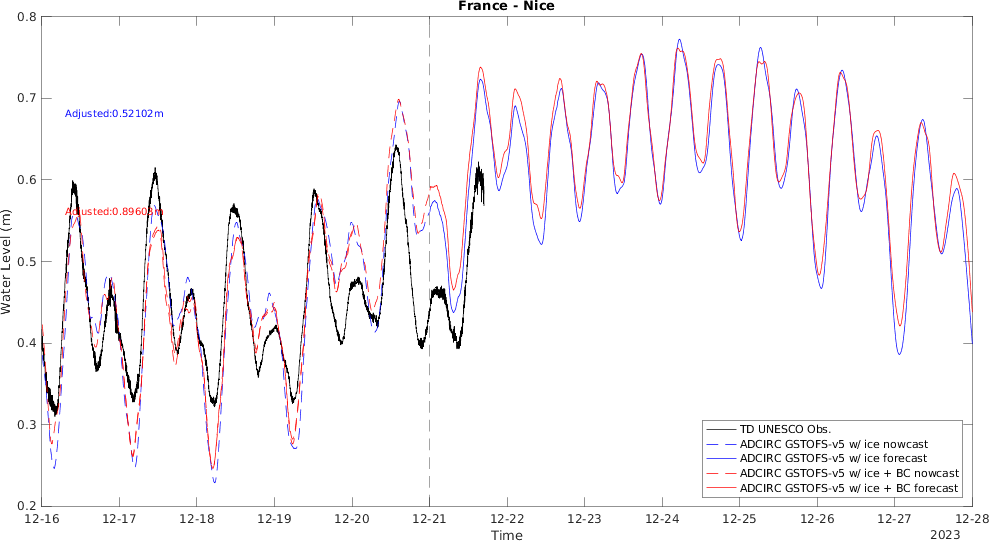 France - Nice
0.8
0.7
0.6
0.5
0.4
0.3
0.2
Water Level (m)
Adjusted:0.52102m
Adjusted:0.89603m
TD UNESCO Obs.
ADCIRC GSTOFS-v5 w/ ice nowcast
ADCIRC GSTOFS-v5 w/ ice forecast
ADCIRC GSTOFS-v5 w/ ice + BC nowcast
ADCIRC GSTOFS-v5 w/ ice + BC forecast
12-16 12-17 12-18 12-19 12-20 12-21 12-22 12-23 12-24 12-25 12-26 12-27 12-28
Time
2023